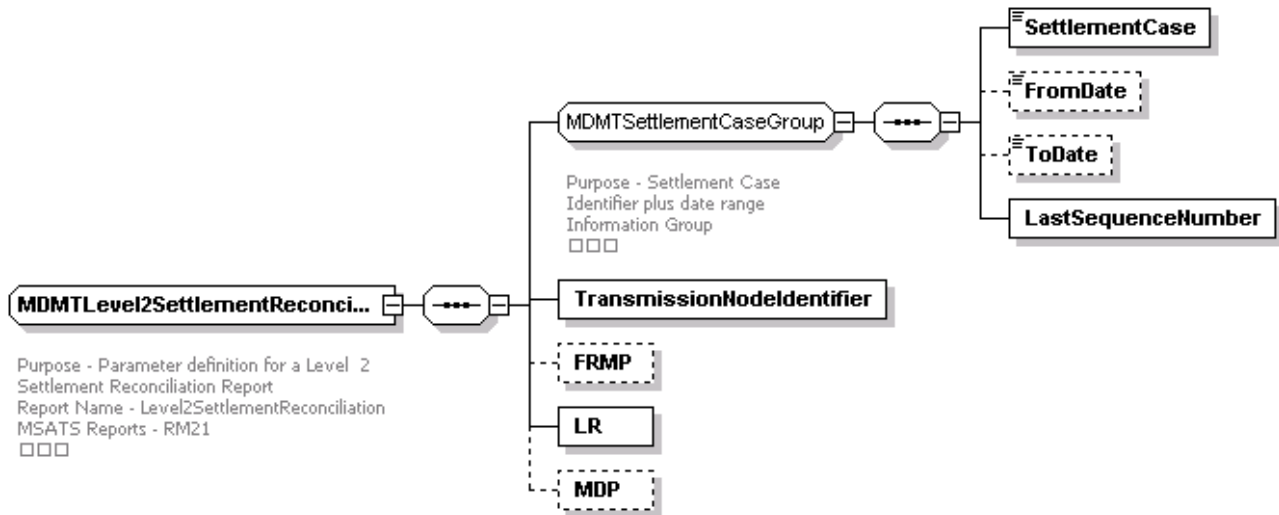 SettlementCase
FromDate
MDMTSettlementCaseGroup
ToDate
Purpose - Settlement Case
Identifier plus date range
Information Group
LastSequenceNumber
MDMTLevel2SettlementReconci...
TransmissionNodeIdentifier
Purpose - Parameter definition for a Level 2
Settlement Reconciliation Report
Report Name - Level2SettlementReconciliation
MSATS Reports - RM21
FRMP
LR
MDP